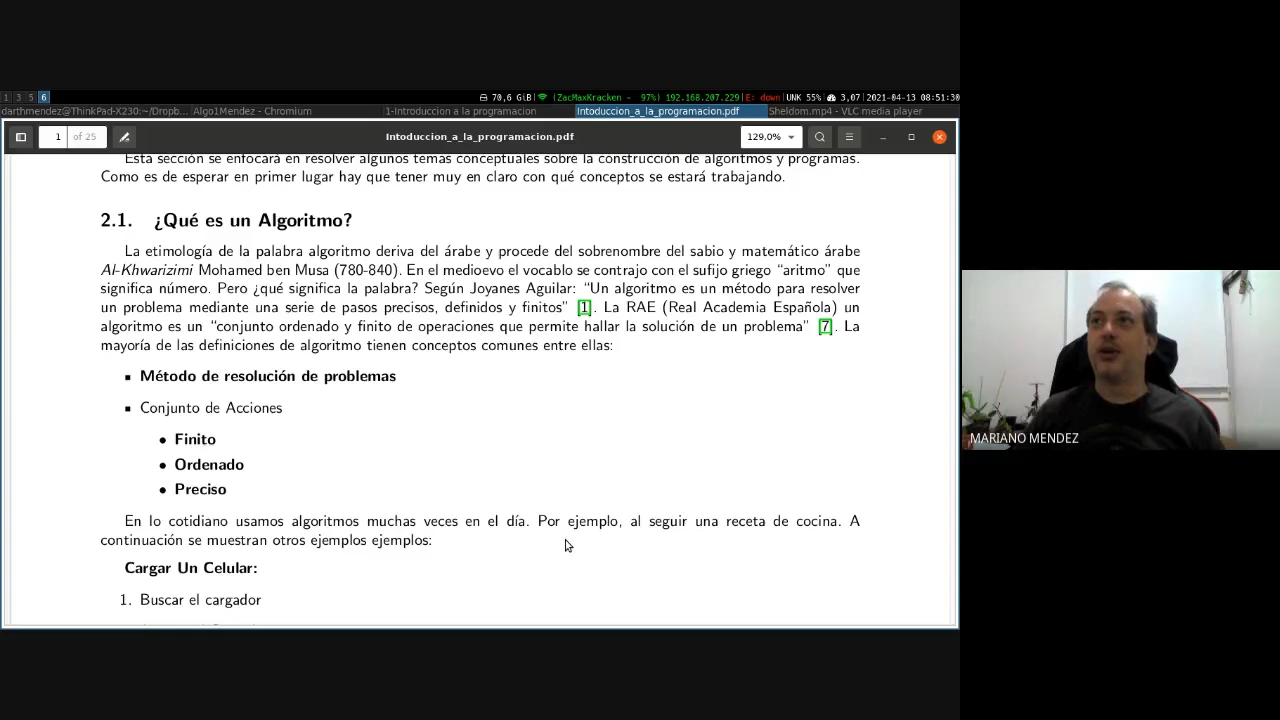 1 3 5 6
70,6 GiB (ZacMaxKracken - 97%) 192.168.207.229 E: down UNK 55% 3,07 2021-04-13 08:51:30
darthmendez@ThinkPad-X230:~/Dropb... Algo1Mendez - Chromium 1-Introduccion a la programacion Intoduccion_a_la_programacion.pdf Sheldom.mp4 - VLC media player
1 of 25 Intoduccion_a_la_programacion.pdf 129,0%
Esta sección se enfocará en resolver algunos temas conceptuales sobre la construcción de algoritmos y programas.
Como es de esperar en primer lugar hay que tener muy en claro con qué conceptos se estará trabajando.
2.1. ¿Qué es un Algoritmo?
La etimología de la palabra algoritmo deriva del árabe y procede del sobrenombre del sabio y matemático árabe
Al-Khwarizimi Mohamed ben Musa (780-840). En el medioevo el vocablo se contrajo con el sufijo griego “aritmo” que
significa número. Pero ¿qué significa la palabra? Según Joyanes Aguilar: “Un algoritmo es un método para resolver
un problema mediante una serie de pasos precisos, definidos y finitos” [1]. La RAE (Real Academia Española) un
algoritmo es un “conjunto ordenado y finito de operaciones que permite hallar la solución de un problema” [7]. La
mayoría de las definiciones de algoritmo tienen conceptos comunes entre ellas:
▪ Método de resolución de problemas
▪ Conjunto de Acciones
• Finito
• Ordenado
• Preciso
En lo cotidiano usamos algoritmos muchas veces en el día. Por ejemplo, al seguir una receta de cocina. A
continuación se muestran otros ejemplos ejemplos:
Cargar Un Celular:
1. Buscar el cargador
MARIANO MENDEZ